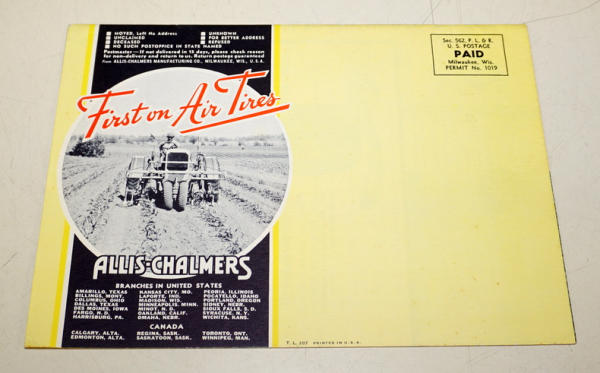 ■ MOVED, Left No Address ■ UNKNOWN
■ UNCLAIMED ■ FOR BETTER ADDRESS
■ DECEASED ■ REFUSED
■ NO SUCH POSTOFFICE IN STATE NAMED
Postmaster—If not delivered in 15 days, please check reason
for non-delivery and return to us. Return postage guaranteed
From ALLIS-CHALMERS MANUFACTURING CO., MILWAUKEE, WIS., U.S.A.
Sec. 562, P. L. & R.
U. S. POSTAGE
PAID
Milwaukee, Wis.
PERMIT No. 1019
First on Air Tires
ALLIS-CHALMERS
BRANCHES IN UNITED STATES
AMARILLO, TEXAS KANSAS CITY, MO. PEORIA, ILLINOIS
BILLINGS, MONT. LAPORTE, IND. POCATELLO, IDAHO
COLUMBUS, OHIO MADISON, WIS. PORTLAND, OREGON
DALLAS, TEXAS MINNEAPOLIS, MINN. SIDNEY, NEBR.
DES MOINES, IOWA MINOT, N. D. SIOUX FALLS, S. D.
FARGO, N. D. OAKLAND, CALIF. SYRACUSE, N. Y.
HARRISBURG, PA. OMAHA, NEBR. WICHITA, KANS.
CANADA
CALGARY, ALTA. REGINA, SASK. TORONTO, ONT.
EDMONTON, ALTA. SASKATOON, SASK. WINNIPEG, MAN.
T. L. 207 PRINTED IN U.S.A.